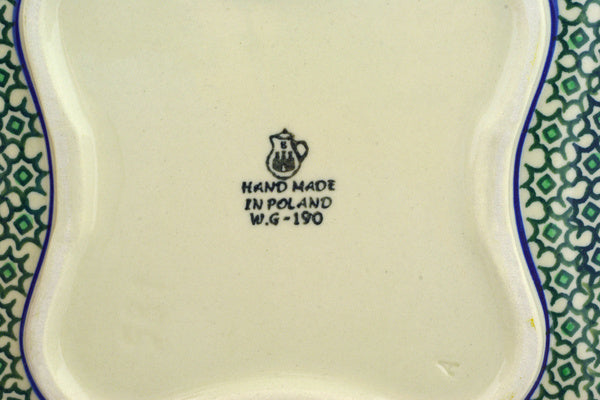 HAND MADE
IN POLAND
W.G-190
A